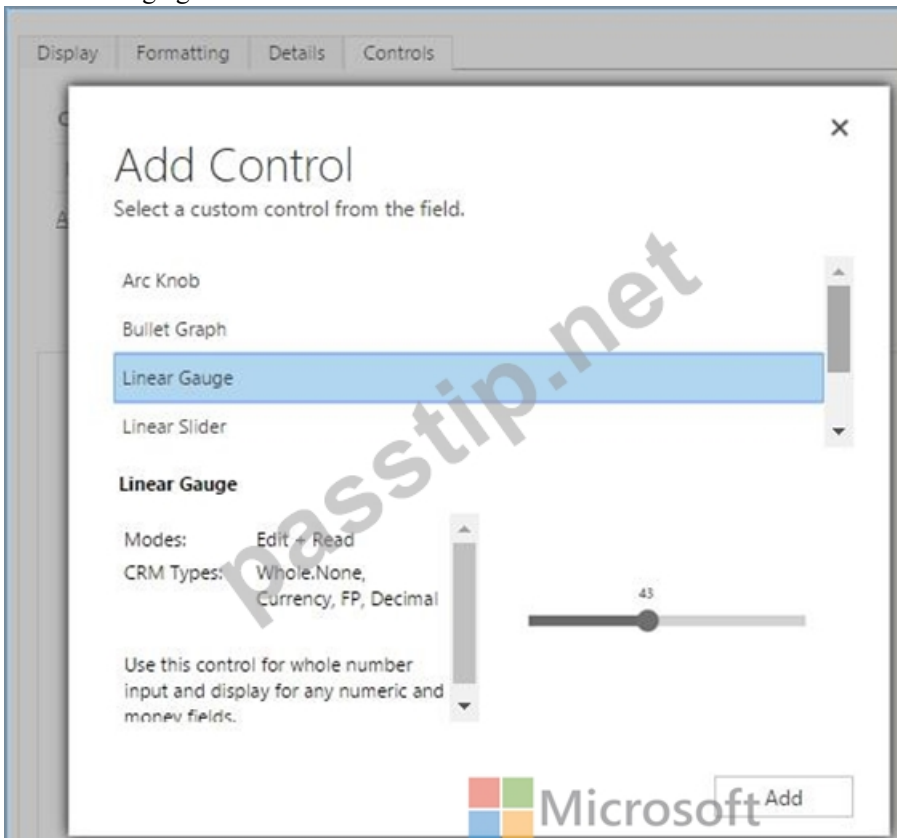 Display Formatting Details Controls
Add Control
Select a custom control from the field.
Arc Knob
Bullet Graph
Linear Gauge
Linear Slider
Linear Gauge
Modes: Edit + Read
CRM Types: Whole.None,
Currency, FP, Decimal
43
Use this control for whole number
input and display for any numeric and
money fields.
Add
Microsoft
passtip.net